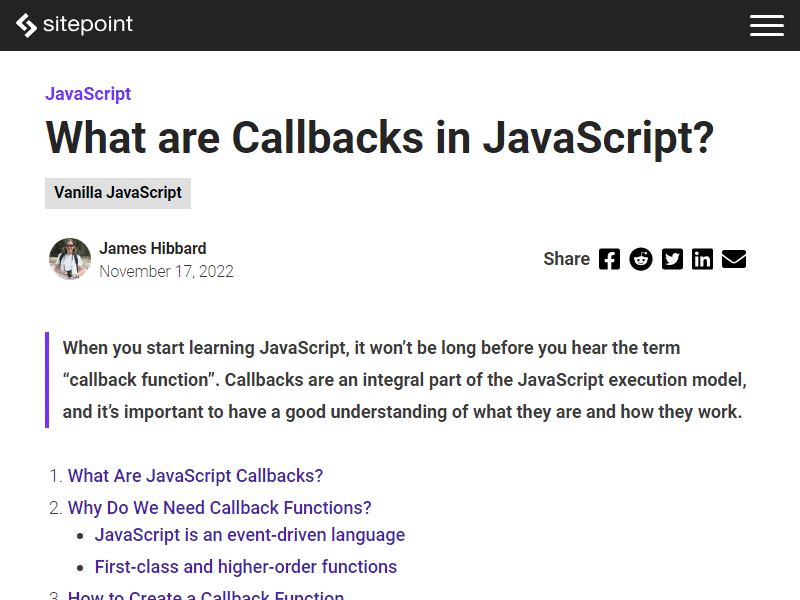 sitepoint
JavaScript
What are Callbacks in JavaScript?
Vanilla JavaScript
James Hibbard
November 17, 2022
Share
When you start learning JavaScript, it won’t be long before you hear the term
“callback function”. Callbacks are an integral part of the JavaScript execution model,
and it’s important to have a good understanding of what they are and how they work.
1. What Are JavaScript Callbacks?
2. Why Do We Need Callback Functions?
• JavaScript is an event-driven language
• First-class and higher-order functions
3. How to Create a Callback Function